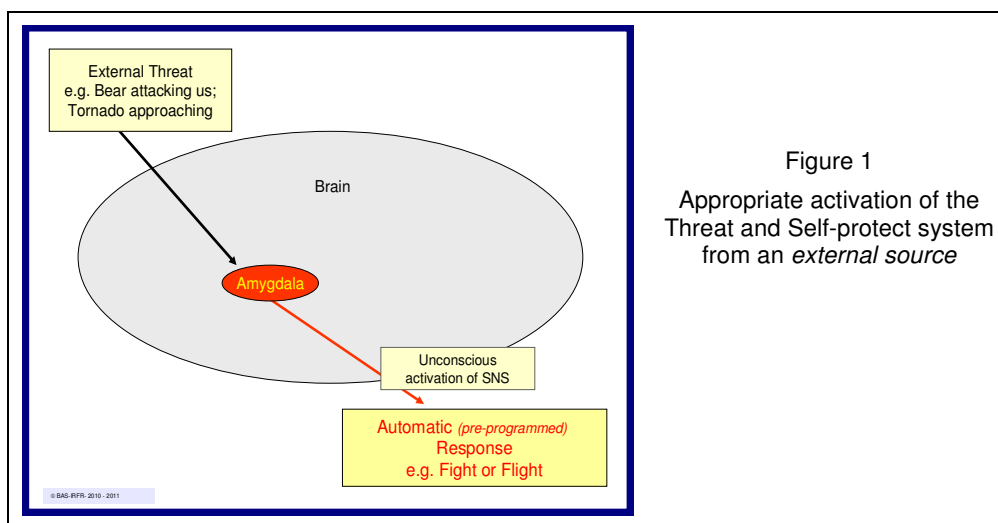 External Threat
e.g. Bear attacking us;
Tornado approaching
Brain
Amygdala
Unconscious
activation of SNS
Automatic (pre-programmed)
Response
e.g. Fight or Flight
© BAS-IRFR- 2010 - 2011
Figure 1
Appropriate activation of the
Threat and Self-protect system
from an external source